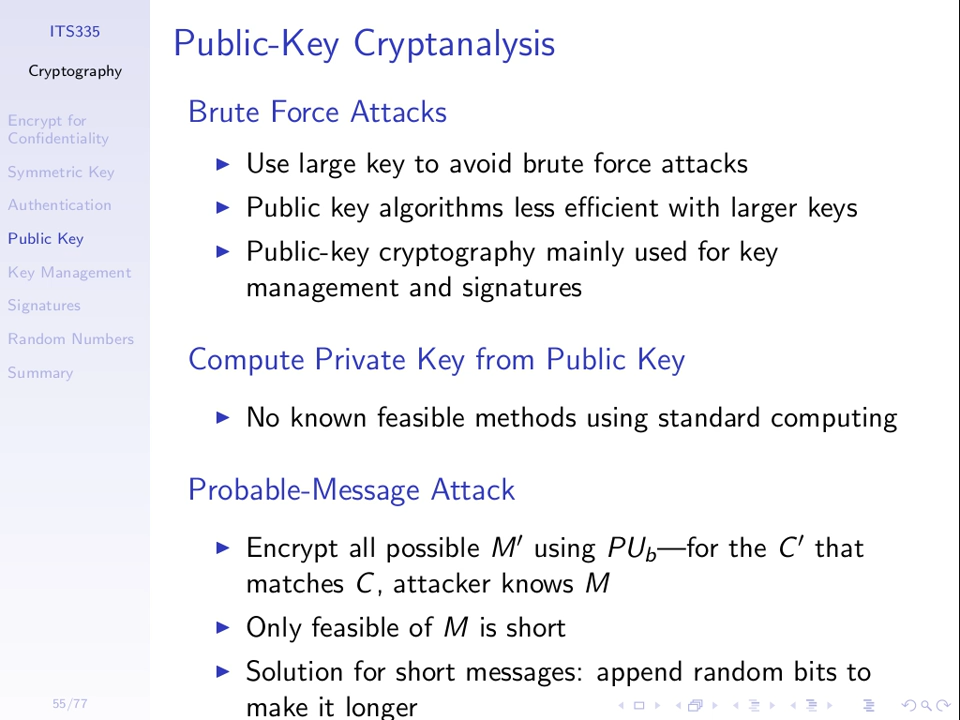 ITS335
Cryptography
Encrypt for
Confidentiality
Symmetric Key
Authentication
Public Key
Key Management
Signatures
Random Numbers
Summary
55/77
Public-Key Cryptanalysis
Brute Force Attacks
▶ Use large key to avoid brute force attacks
▶ Public key algorithms less efficient with larger keys
▶ Public-key cryptography mainly used for key
management and signatures
Compute Private Key from Public Key
▶ No known feasible methods using standard computing
Probable-Message Attack
▶ Encrypt all possible M′ using PU_b—for the C′ that
matches C, attacker knows M
▶ Only feasible of M is short
▶ Solution for short messages: append random bits to
make it longer